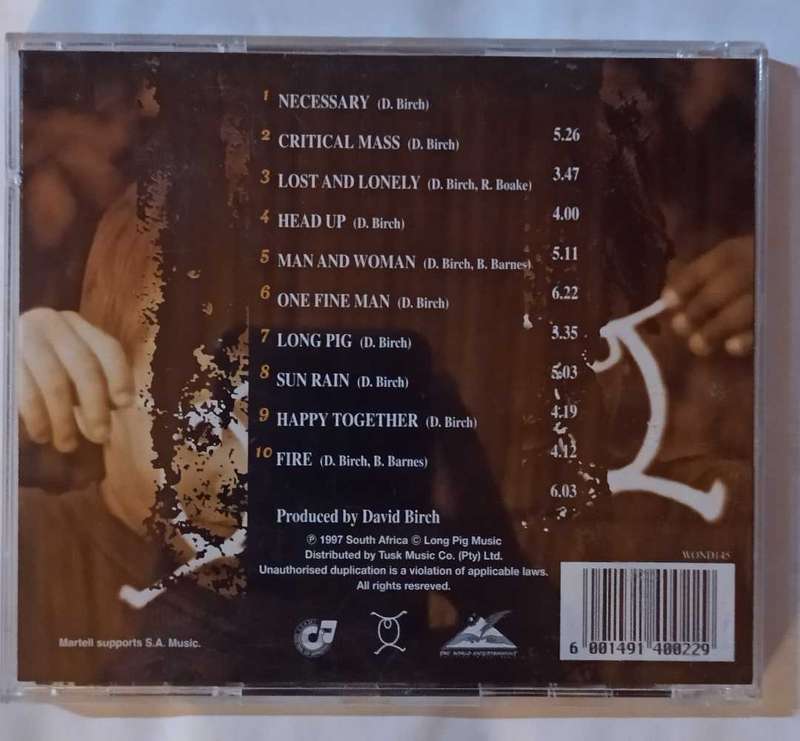 1 NECESSARY (D. Birch)
2 CRITICAL MASS (D. Birch) 5.26
3 LOST AND LONELY (D. Birch, R. Boake) 3.47
4 HEAD UP (D. Birch) 4.00
5 MAN AND WOMAN (D. Birch, B. Barnes) 5.11
6 ONE FINE MAN (D. Birch) 6.22
7 LONG PIG (D. Birch) 3.35
8 SUN RAIN (D. Birch) 5.03
9 HAPPY TOGETHER (D. Birch) 4.19
10 FIRE (D. Birch, B. Barnes) 4.12
6.03
Produced by David Birch
℗ 1997 South Africa © Long Pig Music
Distributed by Tusk Music Co. (Pty) Ltd.
Unauthorised duplication is a violation of applicable laws.
All rights resreved.
WOND145
Martell supports S.A. Music.
ONE WORLD ENTERTAINMENT
6 001491 400229